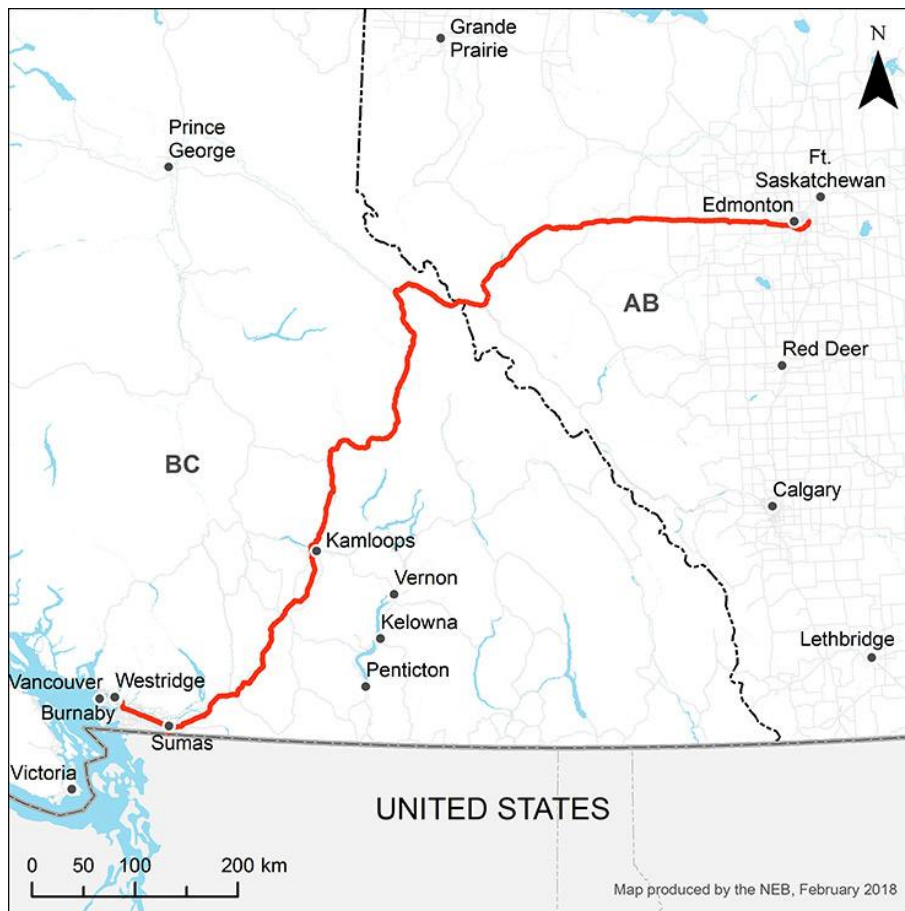 Grande
Prairie
N
Prince
George
Ft.
Saskatchewan
Edmonton
AB
Red Deer
BC
Calgary
Kamloops
Vernon
Kelowna
Lethbridge
Penticton
Vancouver
Westridge
Burnaby
Sumas
Victoria
UNITED STATES
0 50 100 200 km
Map produced by the NEB, February 2018